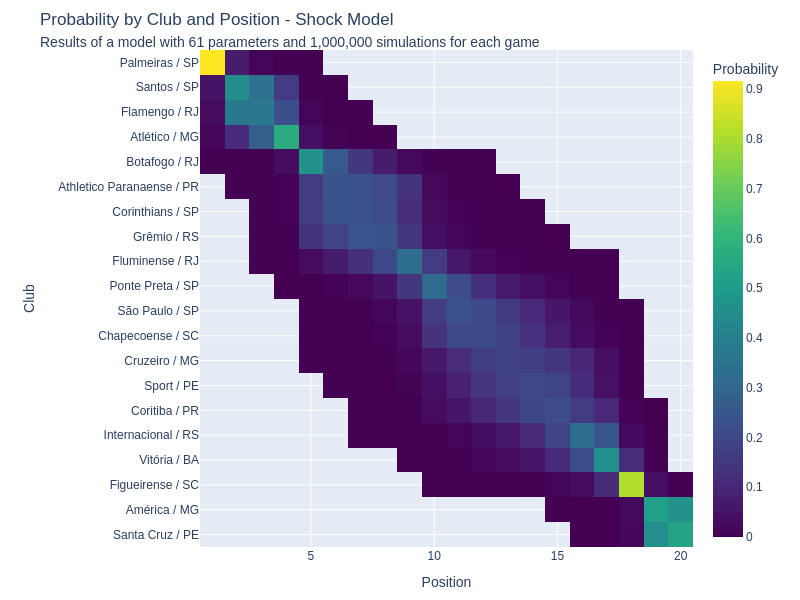 Probability by Club and Position - Shock Model
Results of a model with 61 parameters and 1,000,000 simulations for each game
Probability
Palmeiras / SP
Santos / SP
Flamengo / RJ
Atlético / MG
Botafogo / RJ
Athletico Paranaense / PR
Corinthians / SP
Grêmio / RS
Fluminense / RJ
Ponte Preta / SP
São Paulo / SP
Chapecoense / SC
Cruzeiro / MG
Sport / PE
Coritiba / PR
Internacional / RS
Vitória / BA
Figueirense / SC
América / MG
Santa Cruz / PE
Club
5
10
15
20
Position
0.9
0.8
0.7
0.6
0.5
0.4
0.3
0.2
0.1
0